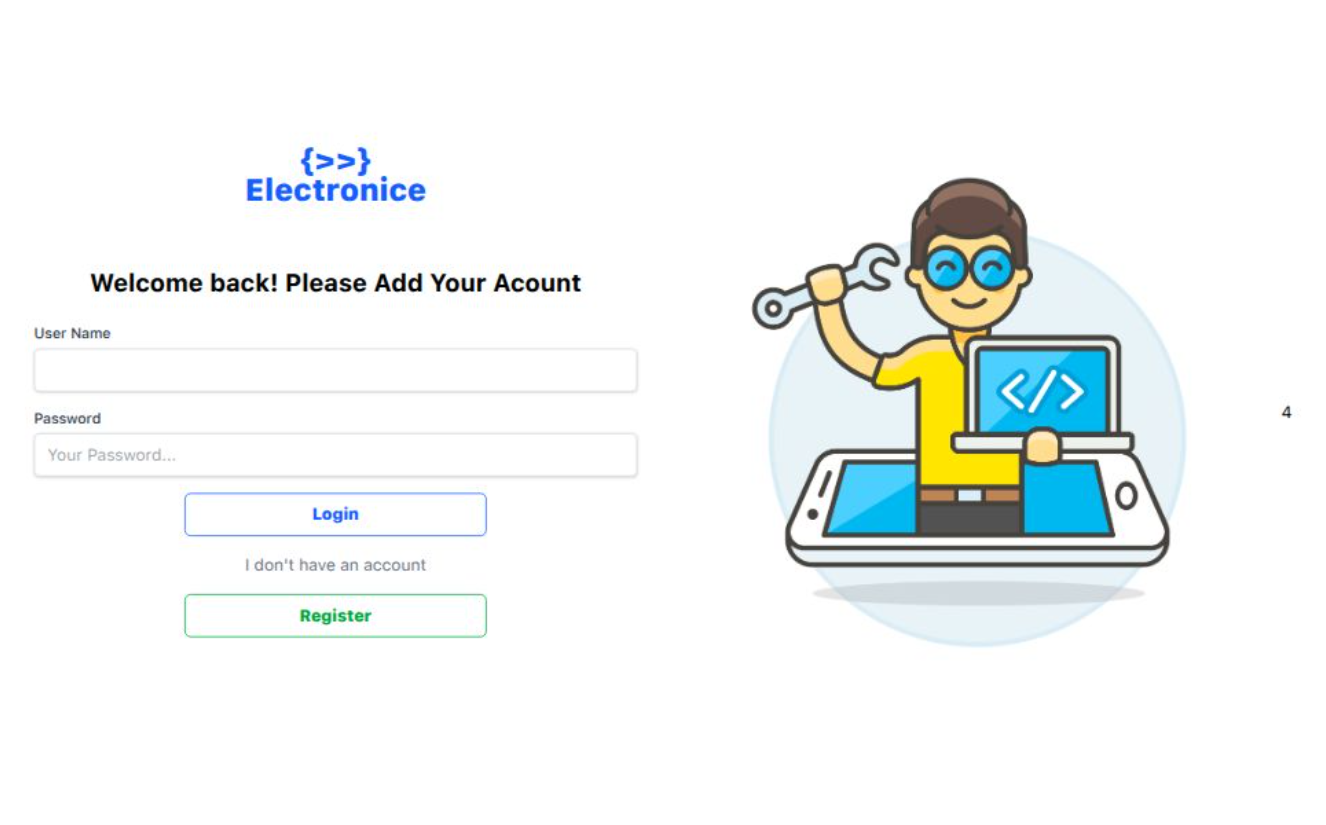 {>>}
Electronice
Welcome back! Please Add Your Acount
User Name
Password
Your Password...
Login
I don't have an account
Register
</>
4